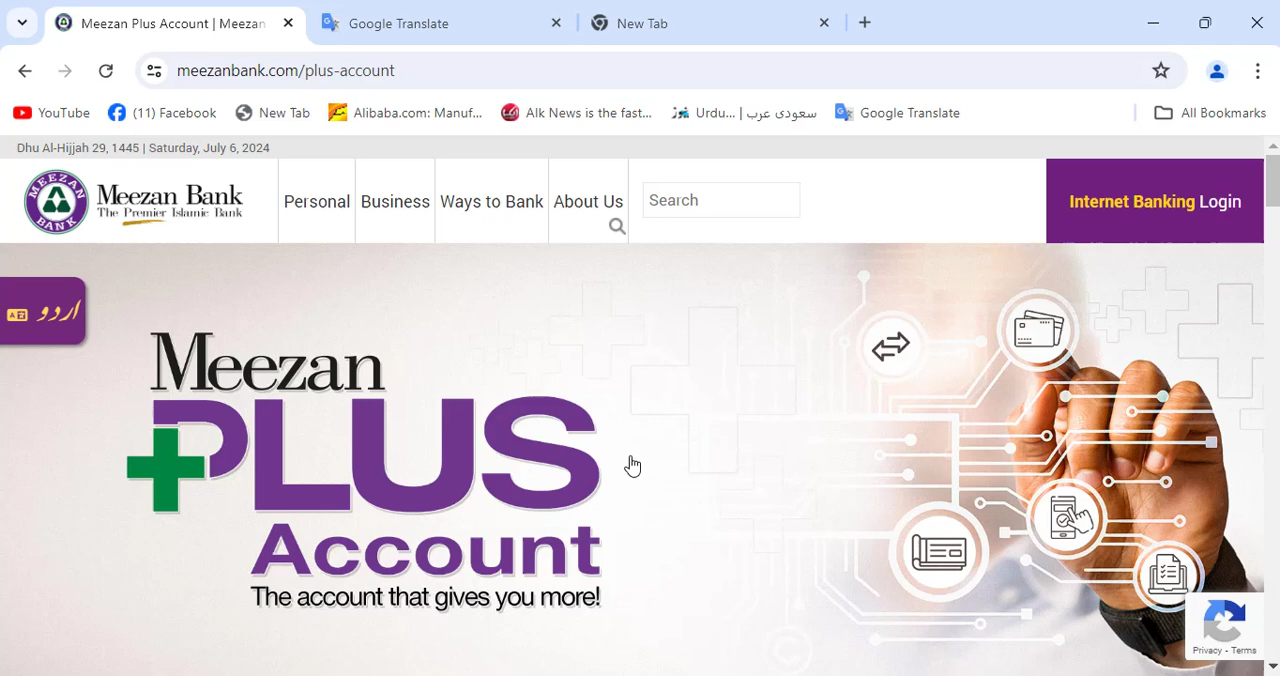 Meezan Plus Account | Meezan
Google Translate
New Tab
meezanbank.com/plus-account
YouTube
(11) Facebook
New Tab
Alibaba.com: Manuf...
Alk News is the fast...
Urdu... | سعودی عرب
Google Translate
All Bookmarks
Dhu Al-Hijjah 29, 1445 | Saturday, July 6, 2024
MEEZAN BANK
Meezan Bank
The Premier Islamic Bank
Personal
Business
Ways to Bank
About Us
Search
Internet Banking Login
اردو
Meezan
PLUS
Account
The account that gives you more!
Privacy - Terms